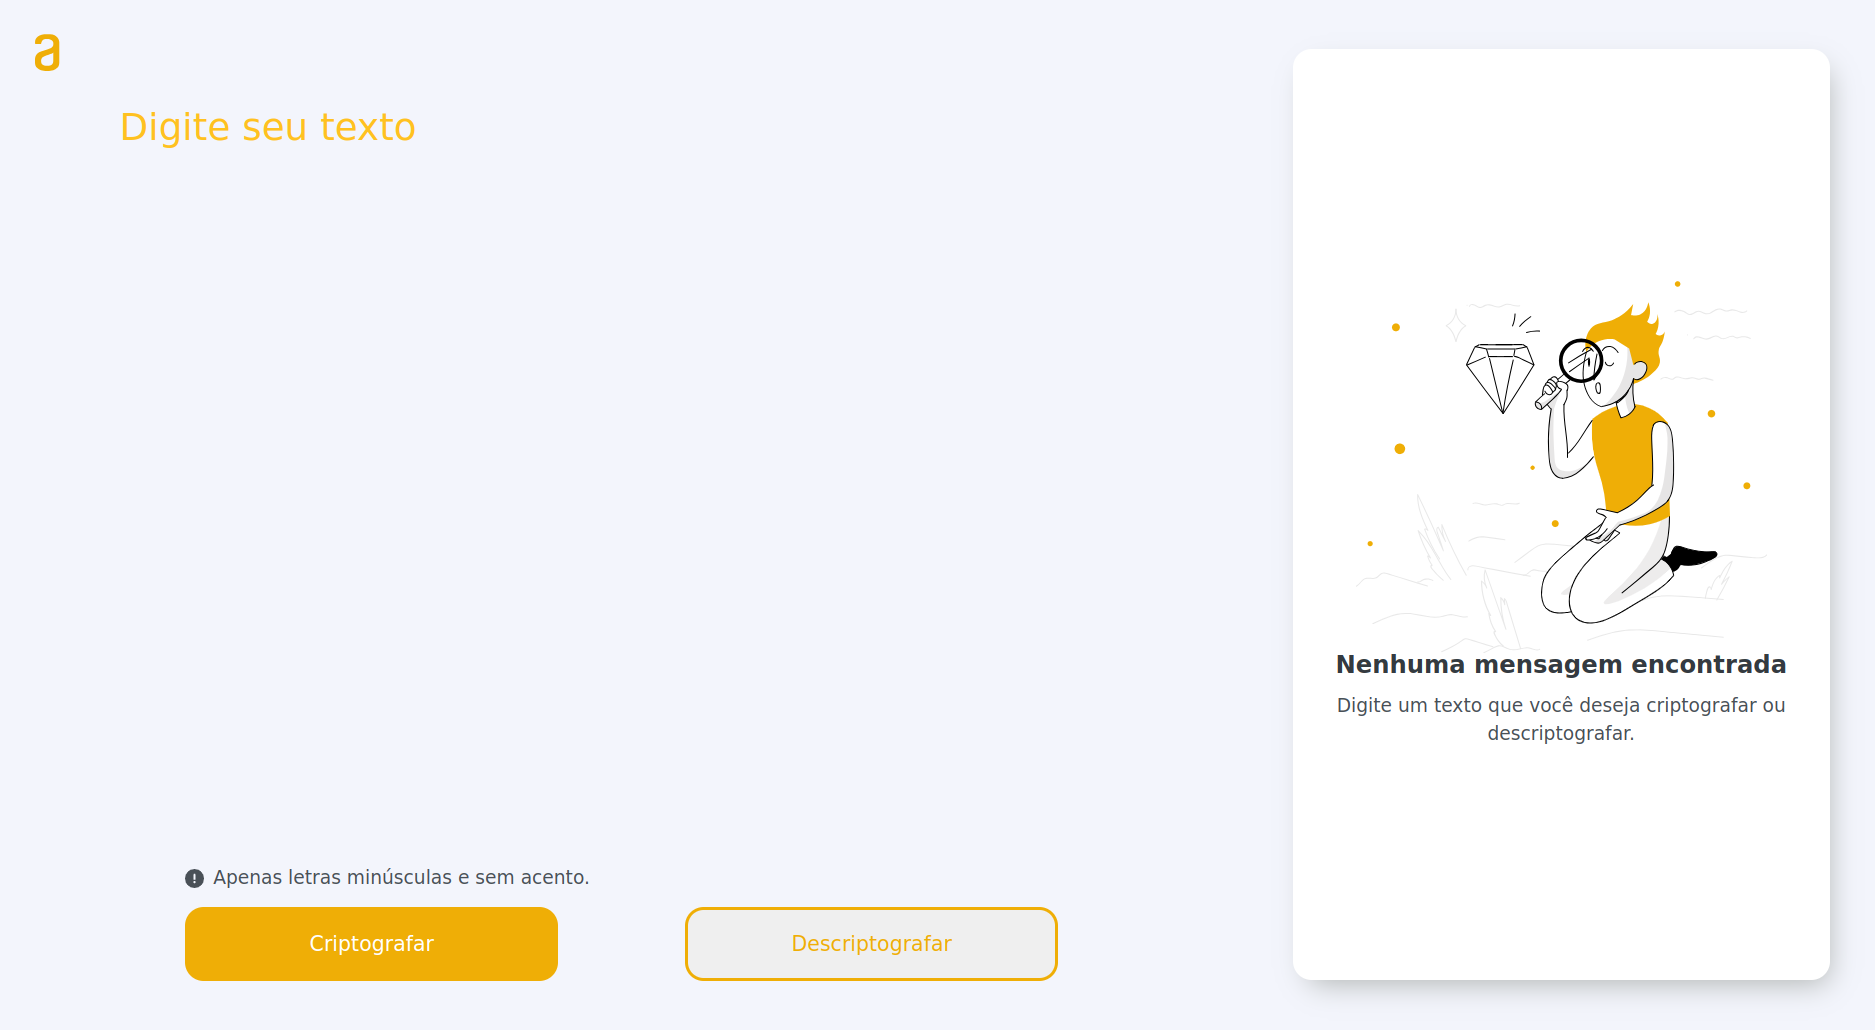 a
Digite seu texto
Nenhuma mensagem encontrada
Digite um texto que você deseja criptografar ou
descriptografar.
Apenas letras minúsculas e sem acento.
Criptografar
Descriptografar